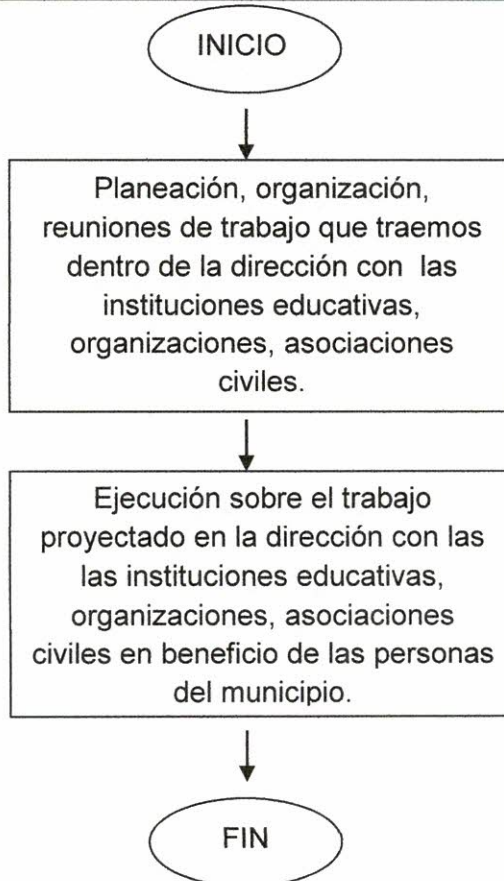 INICIO
Planeación, organización,
reuniones de trabajo que traemos
dentro de la dirección con las
instituciones educativas,
organizaciones, asociaciones
civiles.
Ejecución sobre el trabajo
proyectado en la dirección con las
las instituciones educativas,
organizaciones, asociaciones
civiles en beneficio de las personas
del municipio.
FIN